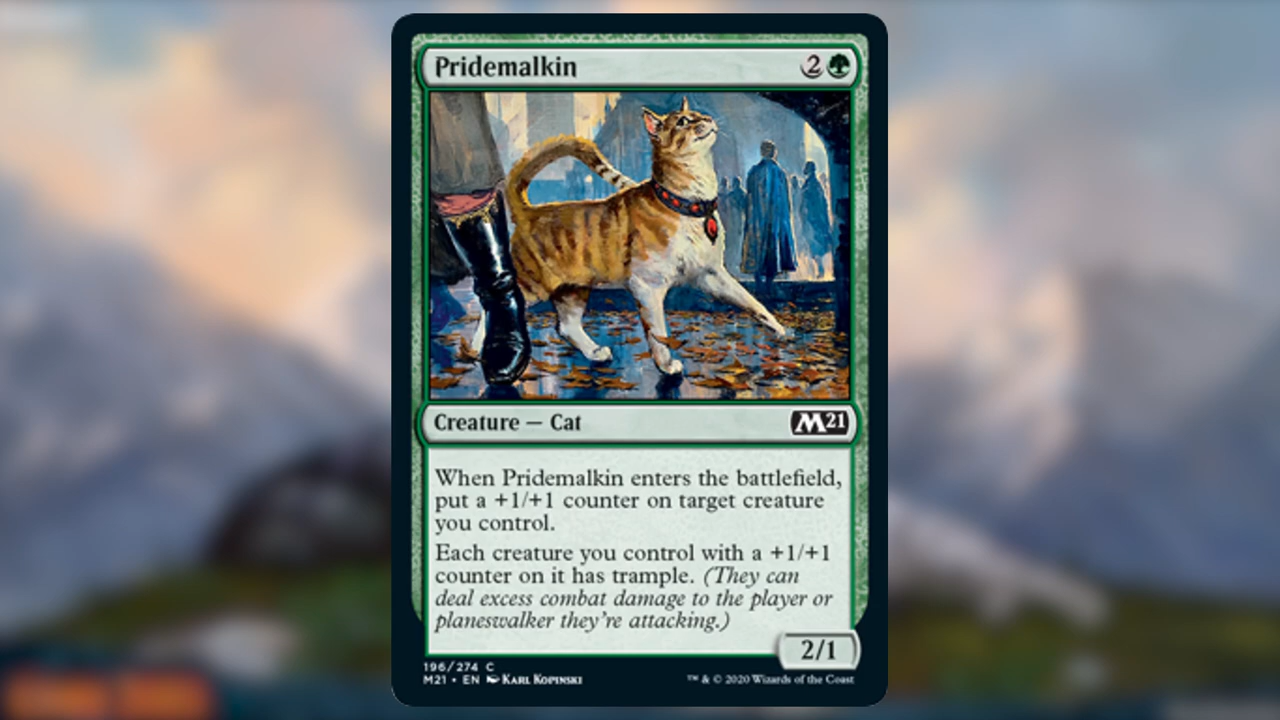 Pridemalkin 2
Creature — Cat M21
When Pridemalkin enters the battlefield,
put a +1/+1 counter on target creature
you control.
Each creature you control with a +1/+1
counter on it has trample. (They can
deal excess combat damage to the player or
planeswalker they're attacking.)
2/1
196/274 C
M21 • EN Karl Kopinski ™ & © 2020 Wizards of the Coast